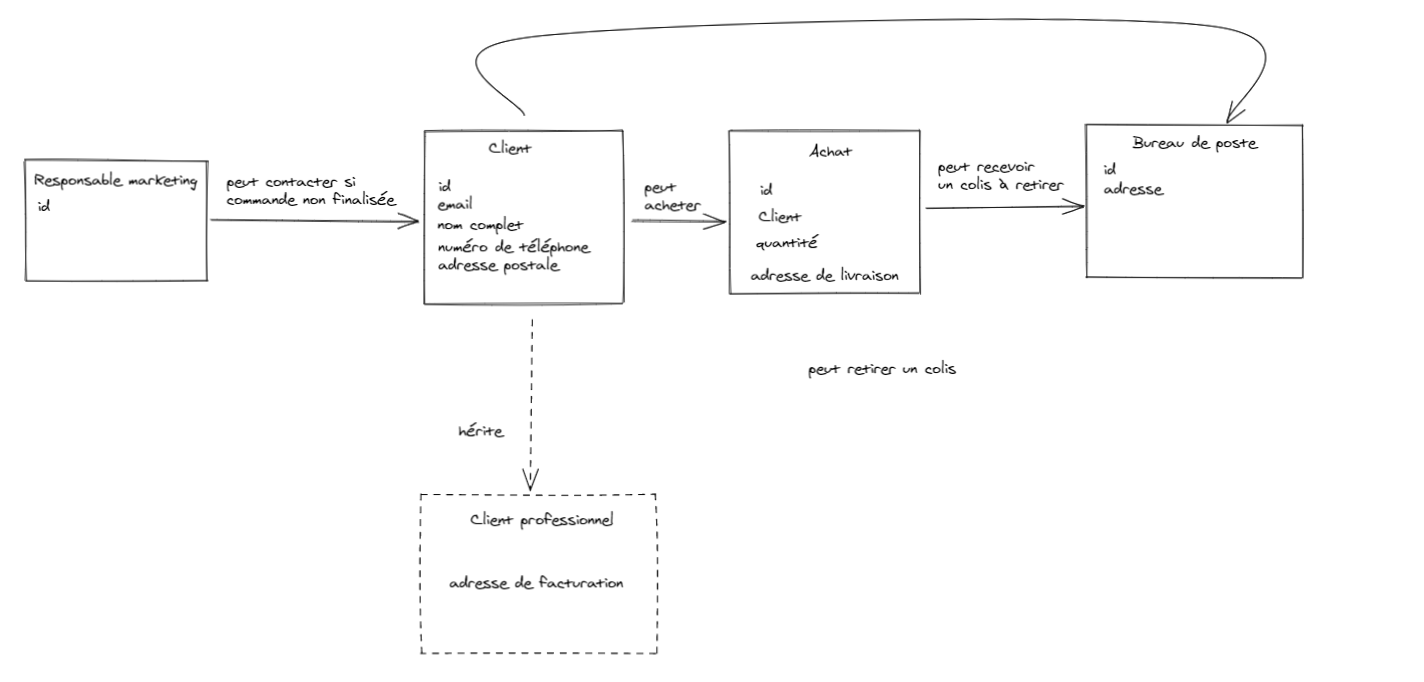 Responsable marketing
id
peut contacter si
commande non finalisée
Client
id
email
nom complet
numéro de téléphone
adresse postale
peut
acheter
Achat
id
Client
quantité
adresse de livraison
peut recevoir
un colis à retirer
Bureau de poste
id
adresse
peut retirer un colis
hérite
Client professionnel
adresse de facturation